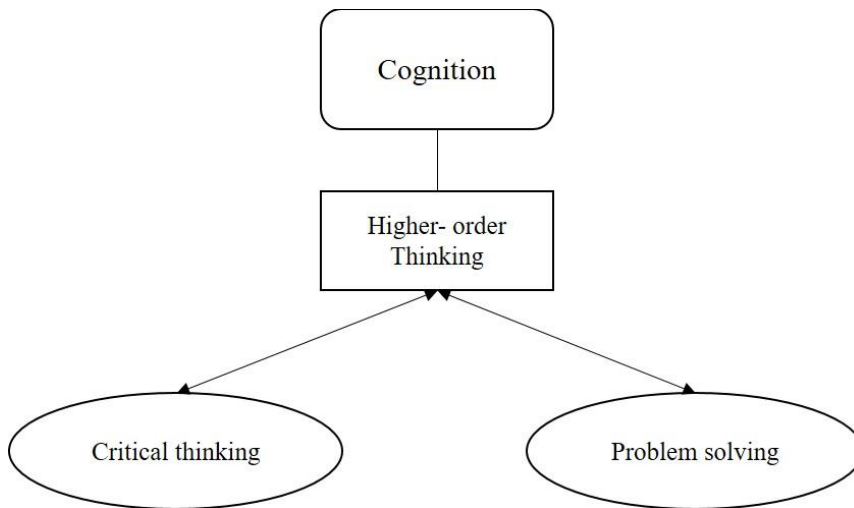 Cognition
Higher- order
Thinking
Critical thinking
Problem solving